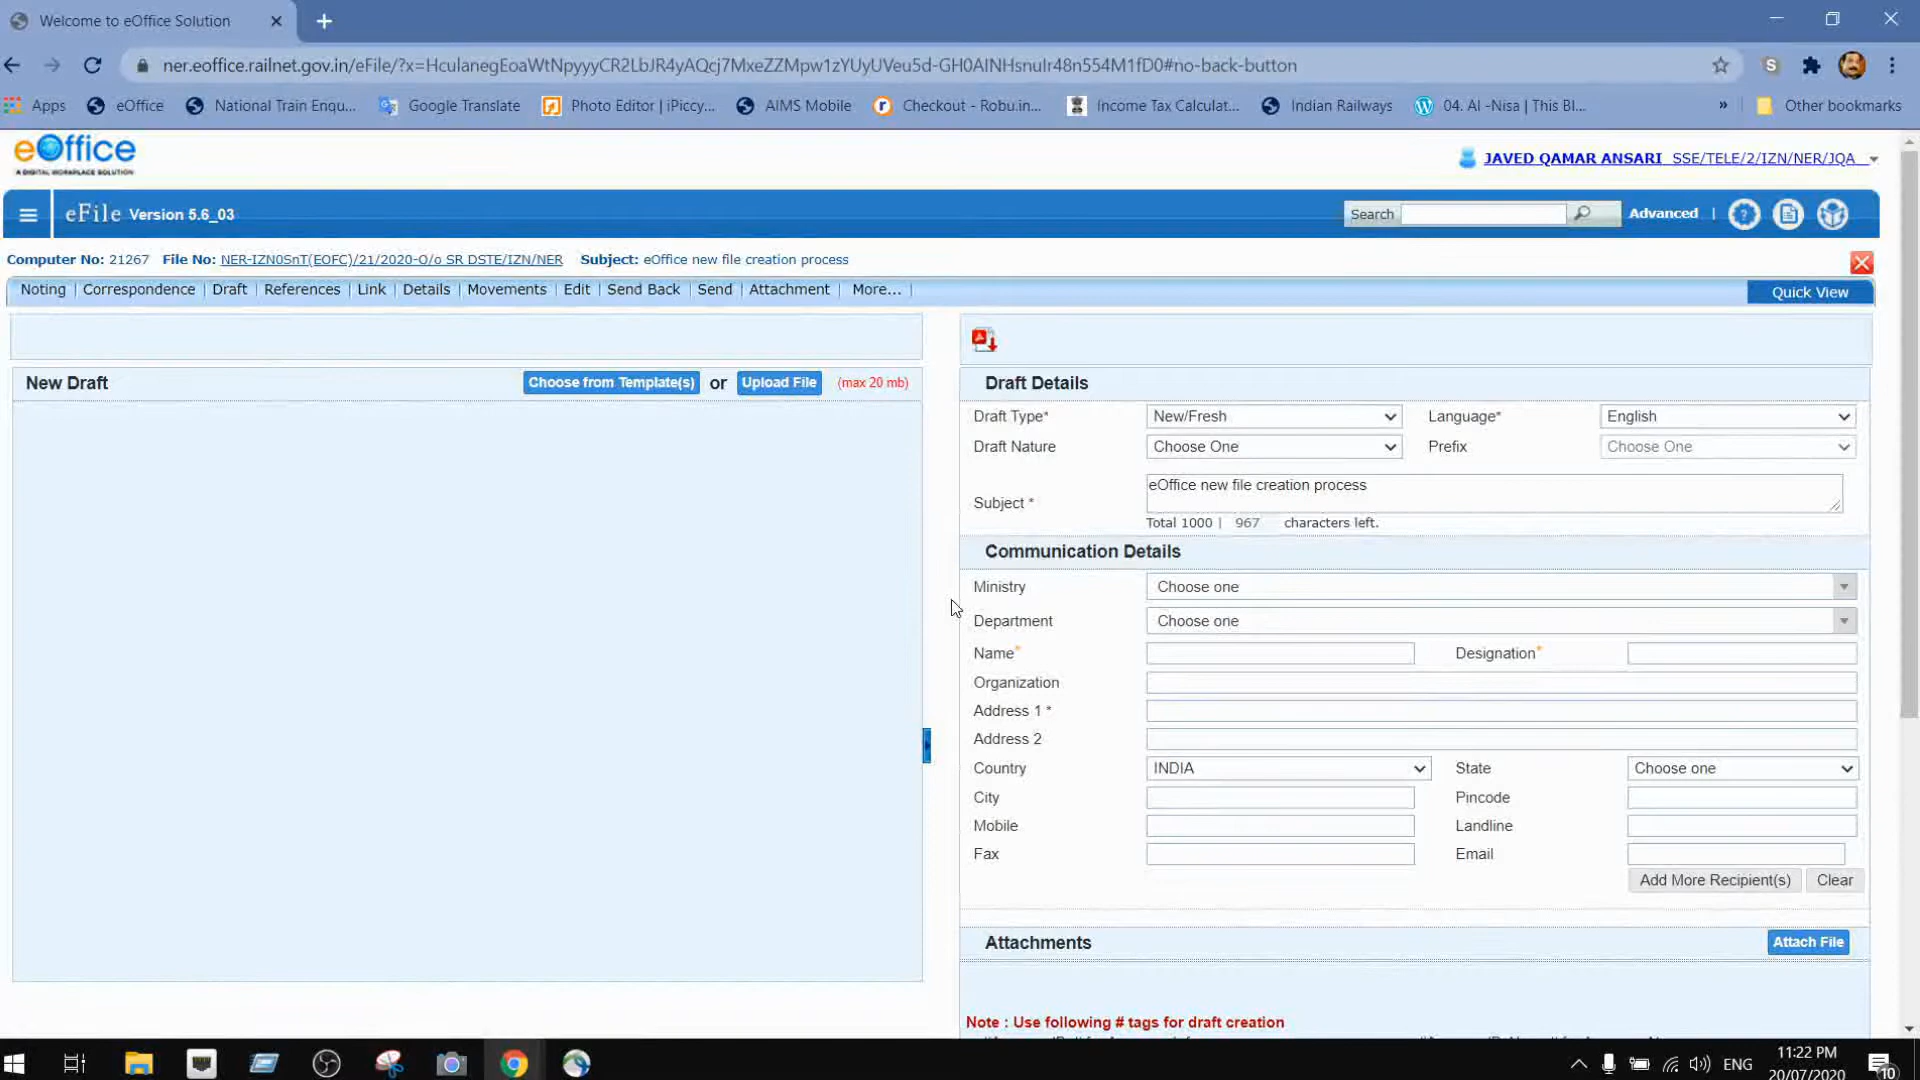 Welcome to eOffice Solution
ner.eoffice.railnet.gov.in/eFile/?x=HculanegEoaWtNpyyyCR2LbJR4yAQcj7MxeZZMpw1zYUyUVeu5d-GH0AlNHsnuIr48n554M1fD0#no-back-button
Apps eOffice National Train Enqu... Google Translate Photo Editor | iPiccy... AIMS Mobile Checkout - Robu.in... Income Tax Calculat... Indian Railways 04. Al -Nisa | This Bl... » Other bookmarks
eOffice
A DIGITAL WORKPLACE SOLUTION
JAVED QAMAR ANSARI SSE/TELE/2/IZN/NER/JQA
eFile Version 5.6_03 Search Advanced |
Computer No: 21267 File No: NER-IZN0SnT(EOFC)/21/2020-O/o SR DSTE/IZN/NER Subject: eOffice new file creation process
Noting | Correspondence | Draft | References | Link | Details | Movements | Edit | Send Back | Send | Attachment | More... |
Quick View
New Draft Choose from Template(s) or Upload File (max 20 mb)
Draft Details
Draft Type* New/Fresh Language* English
Draft Nature Choose One Prefix Choose One
Subject * eOffice new file creation process
Total 1000 | 967 characters left.
Communication Details
Ministry Choose one
Department Choose one
Name* Designation*
Organization
Address 1 *
Address 2
Country INDIA State Choose one
City Pincode
Mobile Landline
Fax Email
Add More Recipient(s) Clear
Attachments Attach File
Note : Use following # tags for draft creation
ENG
11:22 PM
20/07/2020
10